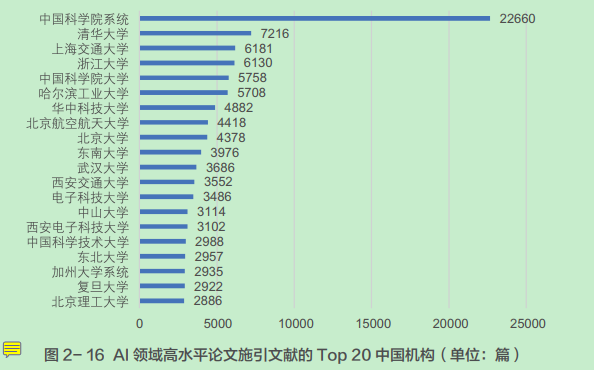 中国科学院系统 22660
清华大学 7216
上海交通大学 6181
浙江大学 6130
中国科学院大学 5758
哈尔滨工业大学 5708
华中科技大学 4882
北京航空航天大学 4418
北京大学 4378
东南大学 3976
武汉大学 3686
西安交通大学 3552
电子科技大学 3486
中山大学 3114
西安电子科技大学 3102
中国科学技术大学 2988
东北大学 2957
加州大学系统 2935
复旦大学 2922
北京理工大学 2886
0 5000 10000 15000 20000 25000
图 2- 16 AI 领域高水平论文施引文献的 Top 20 中国机构（单位：篇）